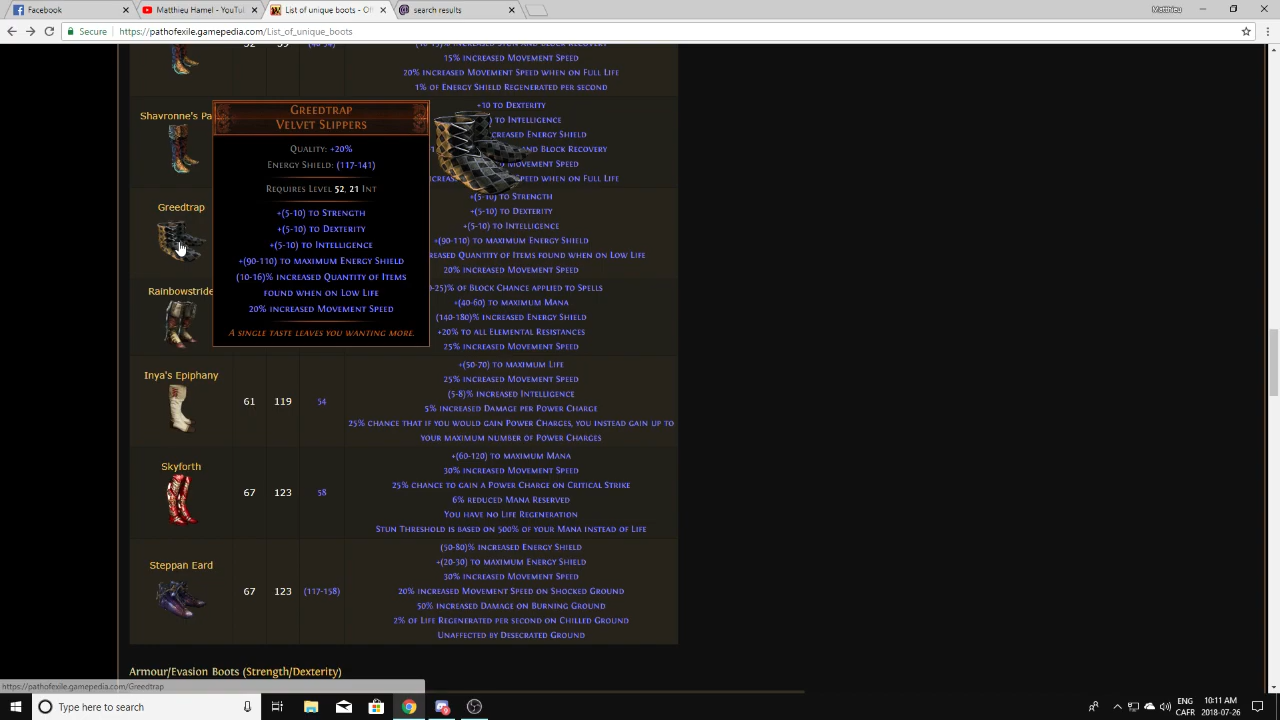 Facebook
Music - YouTube
List of unique boots - Of
search results
Secure
https://pathofexile.gamepedia.com/List_of_unique_boots
15% increased Movement Speed
20% increased Movement Speed when on Full Life
1% of Energy Shield Regenerated per second
Shavronne's Pa
+10 to Dexterity
) to Intelligence
creased Energy Shield
nd Block Recovery
Movement Speed
Speed when on Full Life
Greedtrap
Velvet Slippers
Quality: +20%
Energy Shield: (117-141)
Requires Level 52, 21 Int
+(5-10) to Strength
+(5-10) to Dexterity
+(5-10) to Intelligence
+(90-110) to maximum Energy Shield
(10-16)% increased Quantity of Items
found when on Low Life
20% increased Movement Speed
A single taste leaves you wanting more.
Greedtrap
+(5-10) to Strength
+(5-10) to Dexterity
+(5-10) to Intelligence
+(90-110) to maximum Energy Shield
reased Quantity of Items found when on Low Life
20% increased Movement Speed
Rainbowstride
-25)% of Block Chance applied to Spells
+(40-60) to maximum Mana
(140-180)% increased Energy Shield
+20% to all Elemental Resistances
25% increased Movement Speed
Inya's Epiphany
61 119 54
+(50-70) to maximum Life
25% increased Movement Speed
(5-8)% increased Intelligence
5% increased Damage per Power Charge
25% chance that if you would gain Power Charges, you instead gain up to
your maximum number of Power Charges
Skyforth
67 123 58
+(60-120) to maximum Mana
30% increased Movement Speed
25% chance to gain a Power Charge on Critical Strike
6% reduced Mana Reserved
You have no Life Regeneration
Stun Threshold is based on 500% of your Mana instead of Life
Steppan Eard
67 123 (117-158)
(50-80)% increased Energy Shield
+(20-30) to maximum Energy Shield
30% increased Movement Speed
20% increased Movement Speed on Shocked Ground
50% increased Damage on Burning Ground
2% of Life Regenerated per second on Chilled Ground
Unaffected by Desecrated Ground
Armour/Evasion Boots (Strength/Dexterity)
https://pathofexile.gamepedia.com/Greedtrap
Type here to search
ENG
CAFR
10:11 AM
2018-07-26